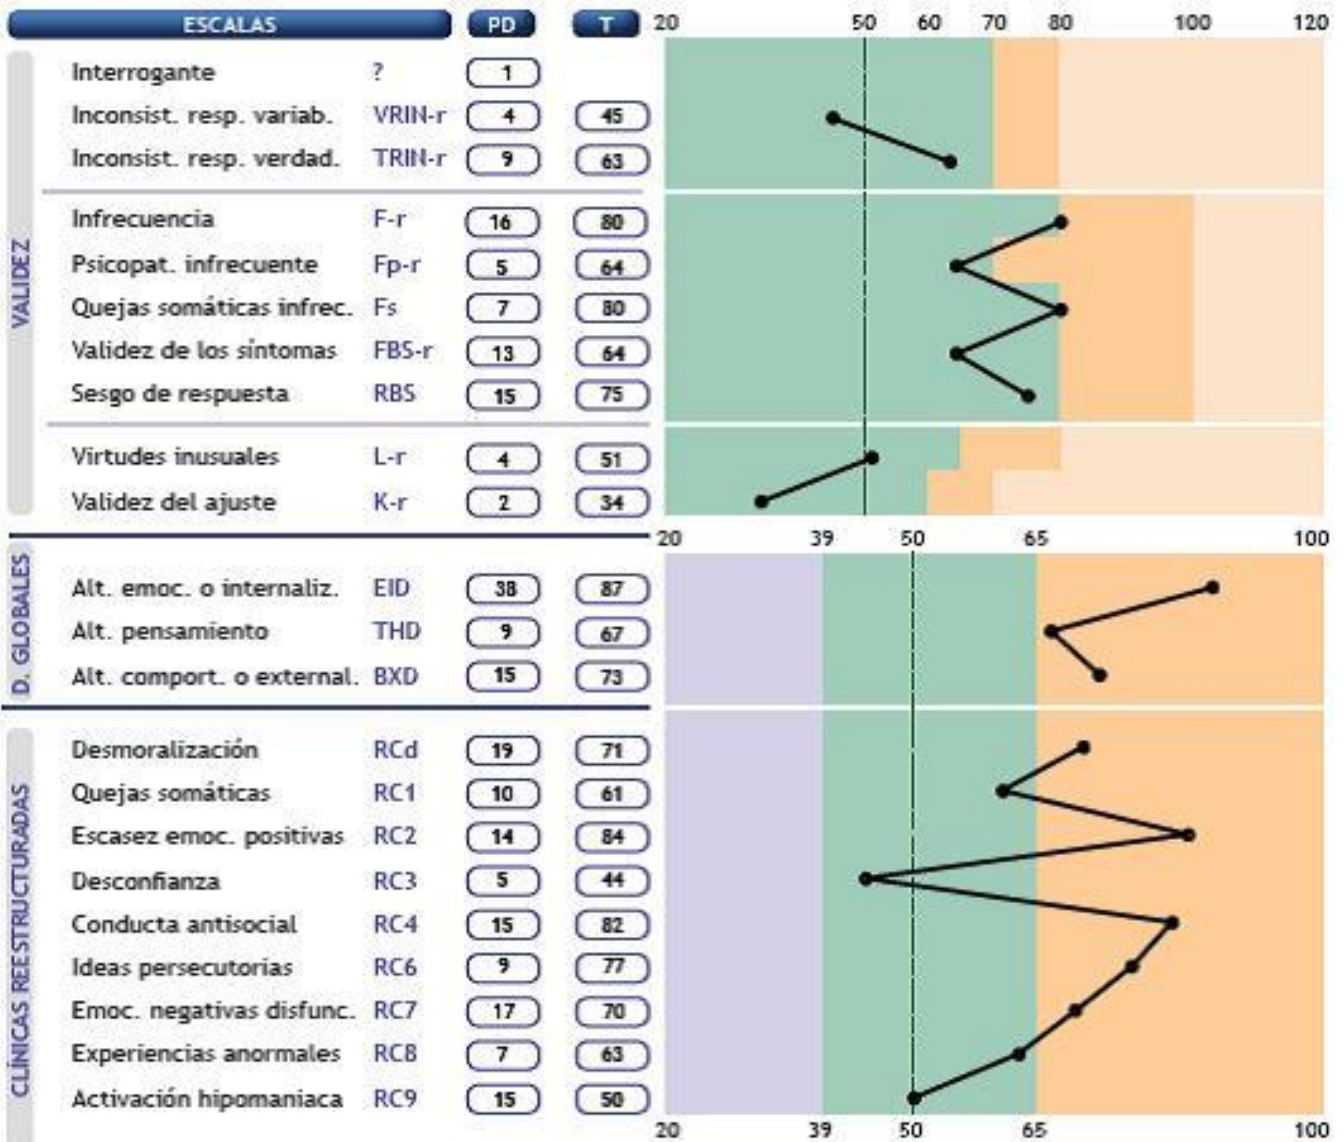 ESCALAS PD T 20 50 60 70 80 100 120
VALIDEZ
Interrogante ? 1
Inconsist. resp. variab. VRIN-r 4 45
Inconsist. resp. verdad. TRIN-r 9 63
Infrecuencia F-r 16 80
Psicopat. infrecuente Fp-r 5 64
Quejas somáticas infrec. Fs 7 80
Validez de los síntomas FBS-r 13 64
Sesgo de respuesta RBS 15 75
Virtudes inusuales L-r 4 51
Validez del ajuste K-r 2 34
20 39 50 65 100
D. GLOBALES
Alt. emoc. o internaliz. EID 38 87
Alt. pensamiento THD 9 67
Alt. comport. o external. BXD 15 73
CLÍNICAS REESTRUCTURADAS
Desmoralización RCd 19 71
Quejas somáticas RC1 10 61
Escasez emoc. positivas RC2 14 84
Desconfianza RC3 5 44
Conducta antisocial RC4 15 82
Ideas persecutorias RC6 9 77
Emoc. negativas disfunc. RC7 17 70
Experiencias anormales RC8 7 63
Activación hipomaniaca RC9 15 50
20 39 50 65 100